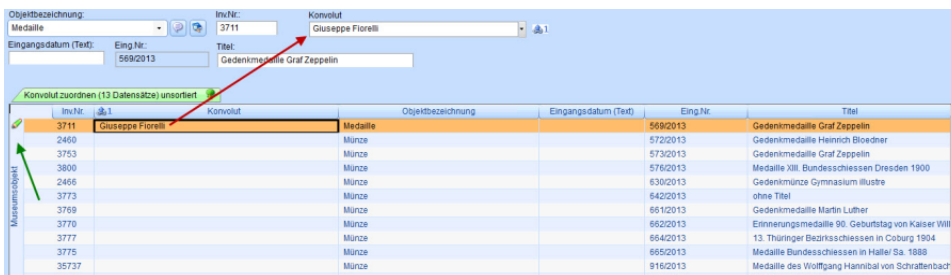 Objektbezeichnung: Inv.Nr.: Konvolut
Medaille 3711 Giuseppe Fiorelli 1
Eingangsdatum (Text): Eing.Nr.: Titel:
569/2013 Gedenkmedaille Graf Zeppelin
Konvolut zuordnen (13 Datensätze) unsortiert
Inv.Nr. 1 Konvolut Objektbezeichnung Eingangsdatum (Text) Eing.Nr. Titel
3711 Giuseppe Fiorelli Medaille 569/2013 Gedenkmedaille Graf Zeppelin
2460 Münze 572/2013 Gedenkmedaille Heinrich Bloedner
3753 Münze 573/2013 Gedenkmedaille Graf Zeppelin
3800 Münze 576/2013 Medaille XIII. Bundesschiessen Dresden 1900
2466 Münze 630/2013 Gedenkmünze Gymnasium illustre
3773 Münze 642/2013 ohne Titel
3769 Münze 661/2013 Gedenkmedaille Martin Luther
3770 Münze 662/2013 Erinnerungsmedaille 90. Geburtstag von Kaiser Will
3777 Münze 664/2013 13. Thüringer Bezirksschiessen in Coburg 1904
3775 Münze 665/2013 Medaille Bundesschiessen in Halle/ Sa. 1888
35737 Münze 916/2013 Medaille des Wolffgang Hannibal von Schrattenbach
Museumsobjekt